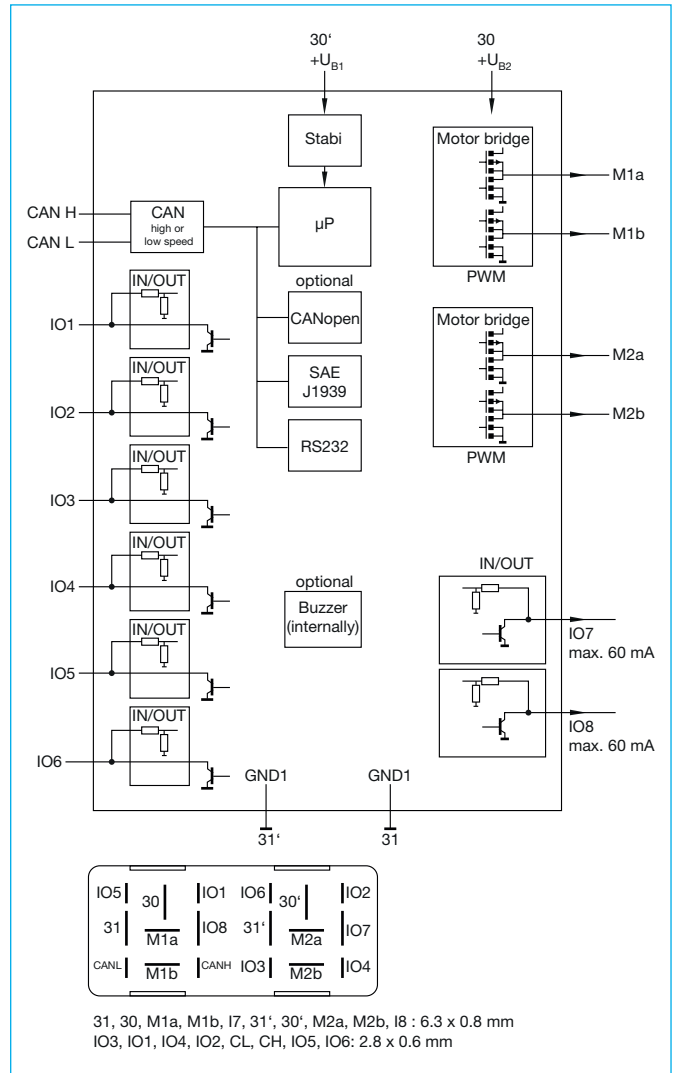 30‘ 30
+UB1 +UB2
Stabi
Motor bridge
M1a
CAN H
CAN
high or
low speed
µP
CAN L
M1b
PWM
optional
IN/OUT
CANopen
IO1
Motor bridge
M2a
IN/OUT
SAE
J1939
IO2
M2b
RS232
PWM
IN/OUT
IO3
IN/OUT
IN/OUT
IO4
optional
Buzzer
(internally)
IO7
max. 60 mA
IN/OUT
IO5
IN/OUT
IO8
max. 60 mA
IO6
GND1 GND1
31‘ 31
IO5 30 IO1 IO6 30‘ IO2
31 M1a IO8 31‘ M2a IO7
CANL M1b CANH IO3 M2b IO4
31, 30, M1a, M1b, I7, 31‘, 30‘, M2a, M2b, I8 : 6.3 x 0.8 mm
IO3, IO1, IO4, IO2, CL, CH, IO5, IO6: 2.8 x 0.6 mm